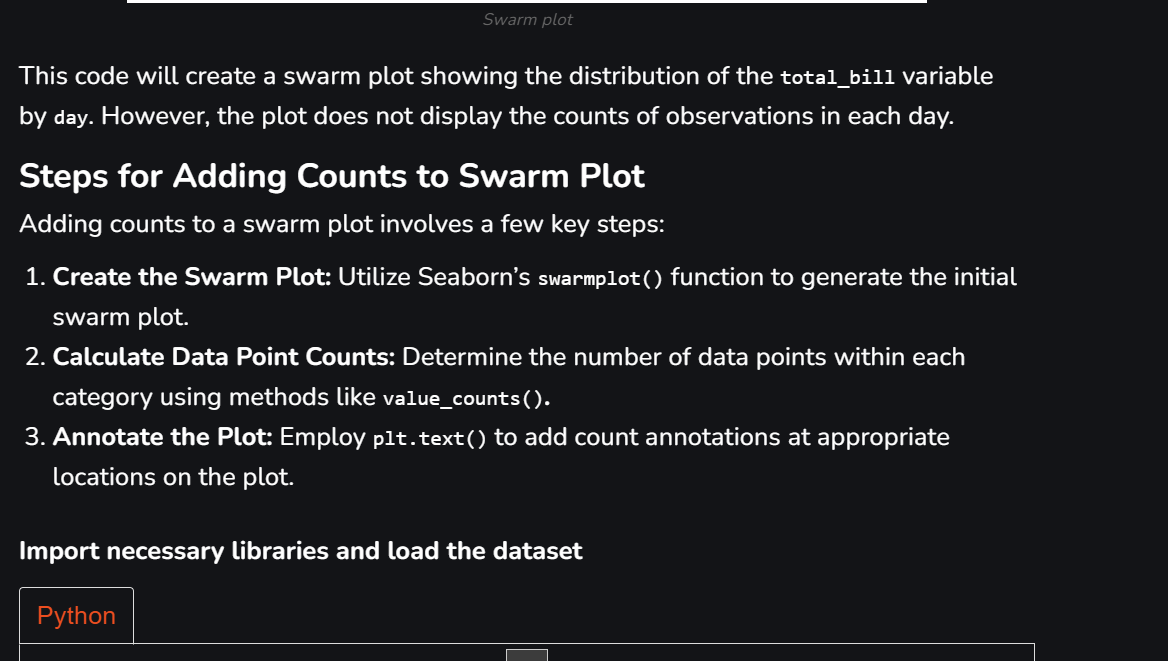 Swarm plot
This code will create a swarm plot showing the distribution of the total_bill variable
by day. However, the plot does not display the counts of observations in each day.
Steps for Adding Counts to Swarm Plot
Adding counts to a swarm plot involves a few key steps:
1. Create the Swarm Plot: Utilize Seaborn’s swarmplot() function to generate the initial
swarm plot.
2. Calculate Data Point Counts: Determine the number of data points within each
category using methods like value_counts().
3. Annotate the Plot: Employ plt.text() to add count annotations at appropriate
locations on the plot.
Import necessary libraries and load the dataset
Python